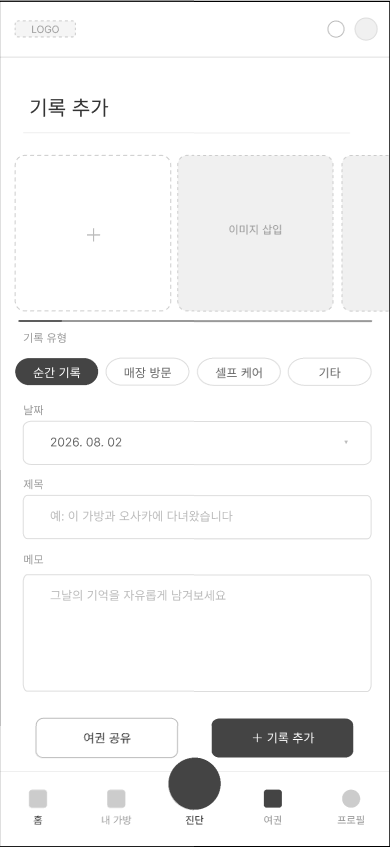 LOGO
기록 추가
+
이미지 삽입
기록 유형
순간 기록 매장 방문 셀프 케어 기타
날짜
2026. 08. 02
제목
예: 이 가방과 오사카에 다녀왔습니다
메모
그날의 기억을 자유롭게 남겨보세요
여권 공유 + 기록 추가
홈 내 가방 진단 여권 프로필